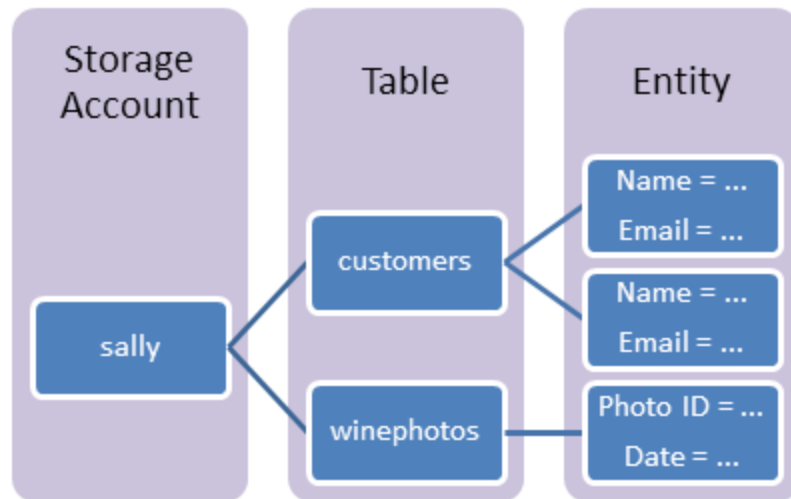 Storage
Account
Table
Entity
sally
customers
winephotos
Name = ...
Email = ...
Name = ...
Email = ...
Photo ID = ...
Date = ...